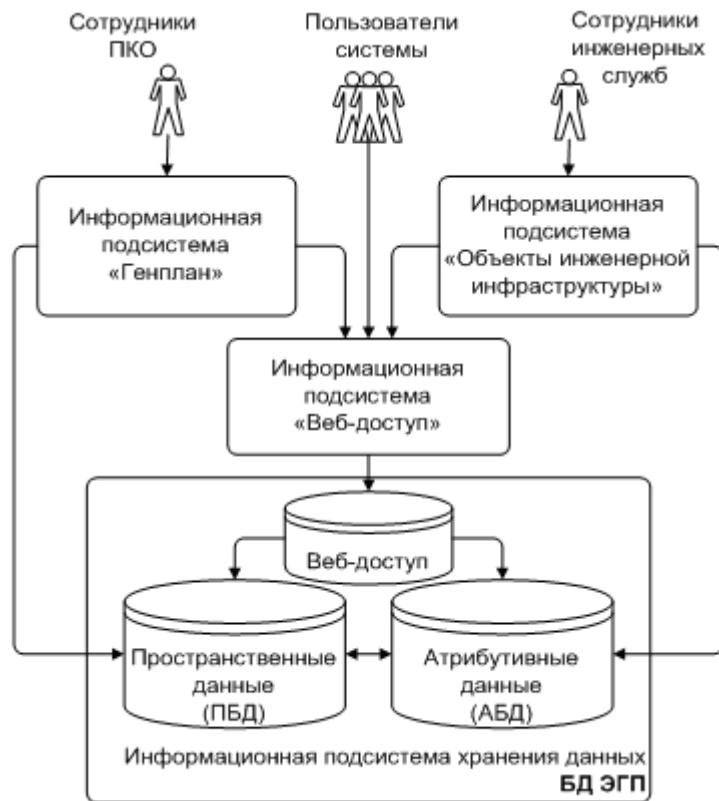 Сотрудники
ПКО
Пользователи
системы
Сотрудники
инженерных
служб
Информационная
подсистема
«Генплан»
Информационная
подсистема
«Объекты инженерной
инфраструктуры»
Информационная
подсистема
«Веб-доступ»
Веб-доступ
Пространственные
данные
(ПБД)
Атрибутивные
данные
(АБД)
Информационная подсистема хранения данных
БД ЭГП